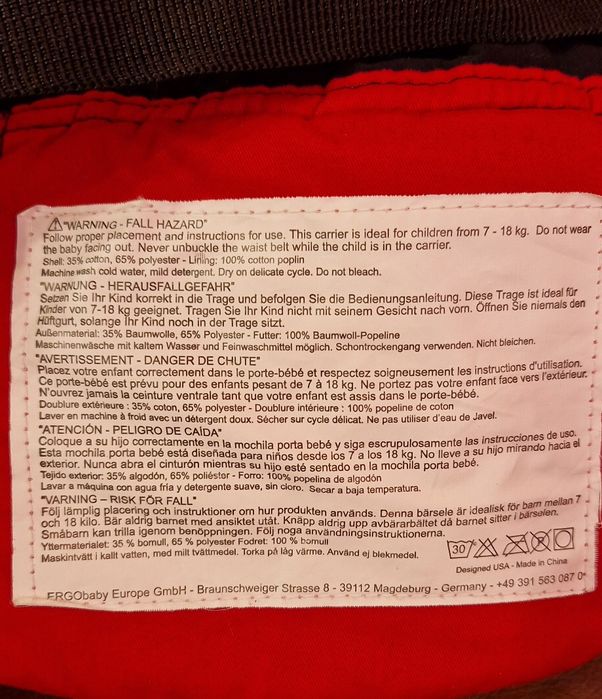 "WARNING - FALL HAZARD"
Follow proper placement and instructions for use. This carrier is ideal for children from 7 - 18 kg. Do not wear
the baby facing out. Never unbuckle the waist belt while the child is in the carrier.
Shell: 35% cotton, 65% polyester - Lining: 100% cotton poplin
Machine wash cold water, mild detergent. Dry on delicate cycle. Do not bleach.
"WARNUNG - HERAUSFALLGEFAHR"
Setzen Sie Ihr Kind korrekt in die Trage und befolgen Sie die Bedienungsanleitung. Diese Trage ist ideal für
Kinder von 7-18 kg geeignet. Tragen Sie Ihr Kind nicht mit seinem Gesicht nach vorn. Öffnen Sie niemals den
Hüftgurt, solange Ihr Kind noch in der Trage sitzt.
Außenmaterial: 35% Baumwolle, 65% Polyester - Futter: 100% Baumwoll-Popeline
Maschinenwäsche mit kaltem Wasser und Feinwaschmittel möglich. Schontrockengang verwenden. Nicht bleichen.
"AVERTISSEMENT - DANGER DE CHUTE"
Placez votre enfant correctement dans le porte-bébé et respectez soigneusement les instructions d'utilisation.
Ce porte-bébé est prévu pour des enfants pesant de 7 à 18 kg. Ne portez pas votre enfant face vers l'extérieur.
N'ouvrez jamais la ceinture ventrale tant que votre enfant est assis dans le porte-bébé.
Doublure extérieure : 35% coton, 65% polyester - Doublure intérieure : 100% popeline de coton
Laver en machine à froid avec un détergent doux. Sécher sur cycle délicat. Ne pas utiliser d'eau de Javel.
"ATENCIÓN - PELIGRO DE CAÍDA"
Coloque a su hijo correctamente en la mochila porta bebé y siga escrupulosamente las instrucciones de uso.
Esta mochila porta bebé está diseñada para niños desde los 7 a los 18 kg. No lleve a su hijo mirando hacia el
exterior. Nunca abra el cinturón mientras su hijo esté sentado en la mochila porta bebé.
Tejido exterior: 35% algodón, 65% poliéster - Forro: 100% popelina de algodón
Lavar a máquina con agua fría y detergente suave, sin cloro. Secar a baja temperatura.
"VARNING – RISK FÖR FALL"
Följ lämplig placering och instruktioner om hur produkten används. Denna bärsele är idealisk för barn mellan 7
och 18 kilo. Bär aldrig barnet med ansiktet utåt. Knäpp aldrig upp avbärarbältet då barnet sitter i bärselen.
Småbarn kan trilla igenom benöppningen. Följ noga användningsinstruktionerna.
Yttermaterialet: 35 % bomull, 65 % polyester Fodret: 100 % bomull
Maskintvätt i kallt vatten, med milt tvättmedel. Torka på låg värme. Använd ej blekmedel.
30°
Designed USA - Made in China
ERGObaby Europe GmbH - Braunschweiger Strasse 8 - 39112 Magdeburg - Germany - +49 391 563 087 0*